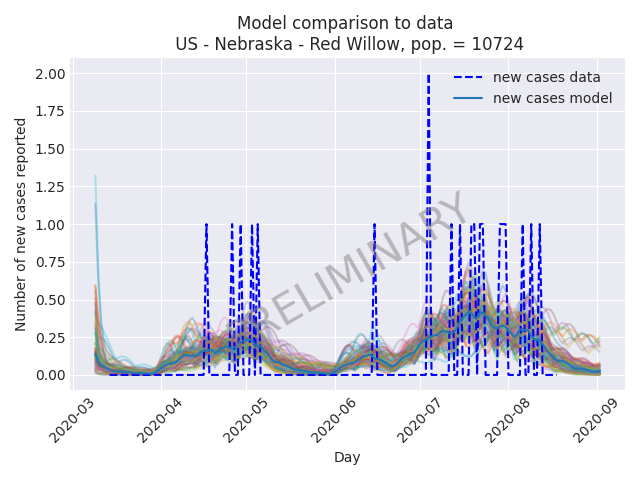 Model comparison to data
US - Nebraska - Red Willow, pop. = 10724
new cases data
new cases model
Number of new cases reported
2.00
1.75
1.50
1.25
1.00
0.75
0.50
0.25
0.00
PRELIMINARY
2020-03
2020-04
2020-05
2020-06
2020-07
2020-08
2020-09
Day